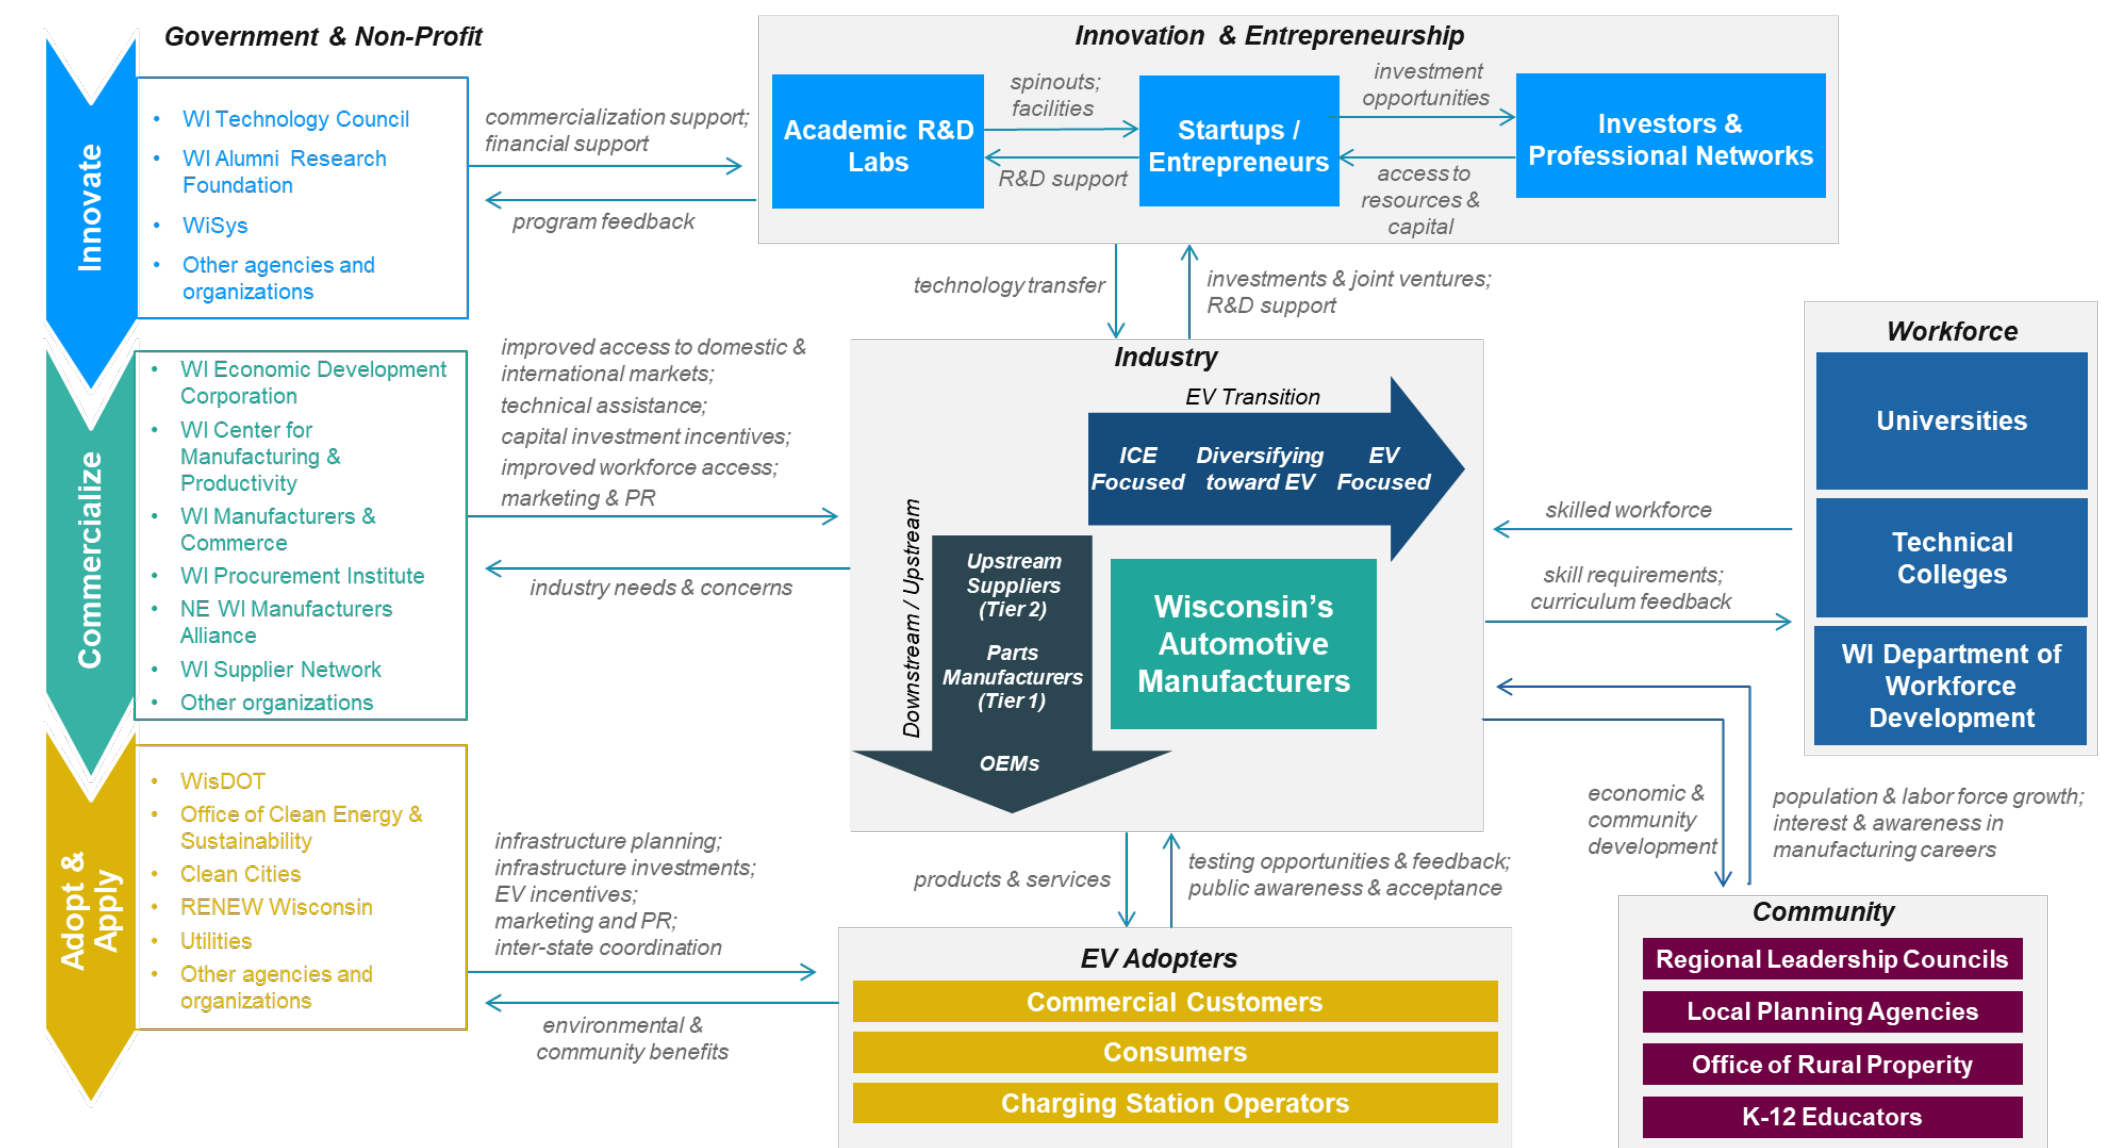 Government & Non-Profit
Innovate
• WI Technology Council
• WI Alumni Research
Foundation
• WiSys
• Other agencies and
organizations
commercialization support;
financial support
program feedback
Innovation & Entrepreneurship
Academic R&D
Labs
spinouts;
facilities
R&D support
Startups /
Entrepreneurs
investment
opportunities
access to
resources &
capital
Investors &
Professional Networks
technology transfer
investments & joint ventures;
R&D support
Commercialize
• WI Economic Development
Corporation
• WI Center for
Manufacturing &
Productivity
• WI Manufacturers &
Commerce
• WI Procurement Institute
• NE WI Manufacturers
Alliance
• WI Supplier Network
• Other organizations
improved access to domestic &
international markets;
technical assistance;
capital investment incentives;
improved workforce access;
marketing & PR
industry needs & concerns
Industry
EV Transition
ICE
Focused
Diversifying
toward EV
EV
Focused
Downstream / Upstream
Upstream
Suppliers
(Tier 2)
Parts
Manufacturers
(Tier 1)
OEMs
Wisconsin's
Automotive
Manufacturers
skilled workforce
skill requirements;
curriculum feedback
Workforce
Universities
Technical
Colleges
WI Department of
Workforce
Development
economic &
community
development
population & labor force growth;
interest & awareness in
manufacturing careers
Adopt &
Apply
• WisDOT
• Office of Clean Energy &
Sustainability
• Clean Cities
• RENEW Wisconsin
• Utilities
• Other agencies and
organizations
infrastructure planning;
infrastructure investments;
EV incentives;
marketing and PR;
inter-state coordination
environmental &
community benefits
products & services
testing opportunities & feedback;
public awareness & acceptance
EV Adopters
Commercial Customers
Consumers
Charging Station Operators
Community
Regional Leadership Councils
Local Planning Agencies
Office of Rural Properity
K-12 Educators